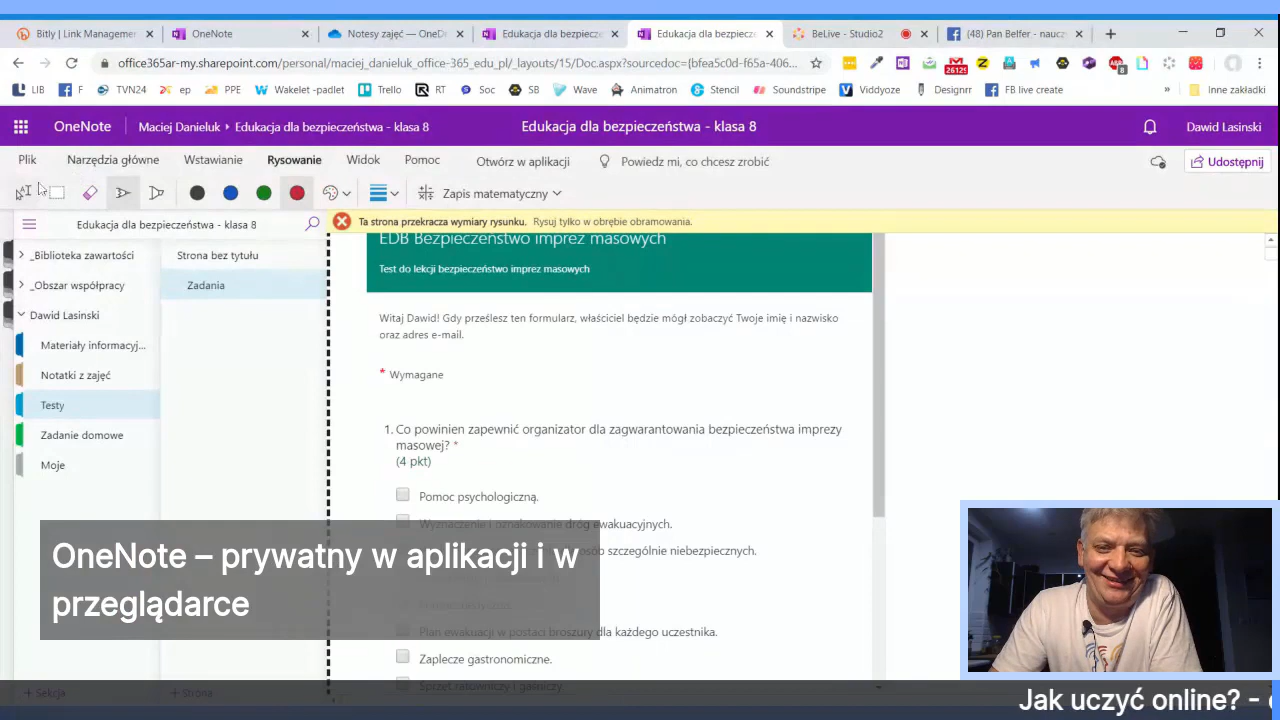 Bitly | Link Managemer
OneNote
Notesy zajęć — OneD
Edukacja dla bezpiecze
Edukacja dla bezpiecz
BeLive - Studio2
(48) Pan Belfer - naucz
office365ar-my.sharepoint.com/personal/maciej_danieluk_office-365_edu_pl/_layouts/15/Doc.aspx?sourcedoc={bfea5c0d-f65a-406...
26125
8
LIB
F
TVN24
ep
PPE
Wakelet -padlet
Trello
RT
Soc
SB
Wave
Animatron
Stencil
Soundstripe
Viddyoze
Designrr
FB live create
»
Inne zakładki
OneNote
Maciej Danieluk
Edukacja dla bezpieczeństwa - klasa 8
Edukacja dla bezpieczeństwa - klasa 8
Dawid Lasinski
Plik
Narzędzia główne
Wstawianie
Rysowanie
Widok
Pomoc
Otwórz w aplikacji
Powiedz mi, co chcesz zrobić
Udostępnij
Zapis matematyczny
Edukacja dla bezpieczeństwa - klasa 8
Ta strona przekracza wymiary rysunku. Rysuj tylko w obrębie obramowania.
_Biblioteka zawartości
_Obszar współpracy
Dawid Lasinski
Materiały informacyj...
Notatki z zajęć
Testy
Zadanie domowe
Moje
Strona bez tytułu
Zadania
+ Sekcja
+ Strona
EDB Bezpieczeństwo imprez masowych
Test do lekcji bezpieczeństwo imprez masowych
Witaj Dawid! Gdy prześlesz ten formularz, właściciel będzie mógł zobaczyć Twoje imię i nazwisko
oraz adres e-mail.
* Wymagane
1. Co powinien zapewnić organizator dla zagwarantowania bezpieczeństwa imprezy
masowej? *
(4 pkt)
Pomoc psychologiczną.
Wyznaczenie i oznakowanie dróg ewakuacyjnych.
osób szczególnie niebezpiecznych.
Plan ewakuacji w postaci broszury dla każdego uczestnika.
Zaplecze gastronomiczne.
Sprzęt ratowniczy i gaśniczy.
OneNote – prywatny w aplikacji i w
przeglądarce
Jak uczyć online? -